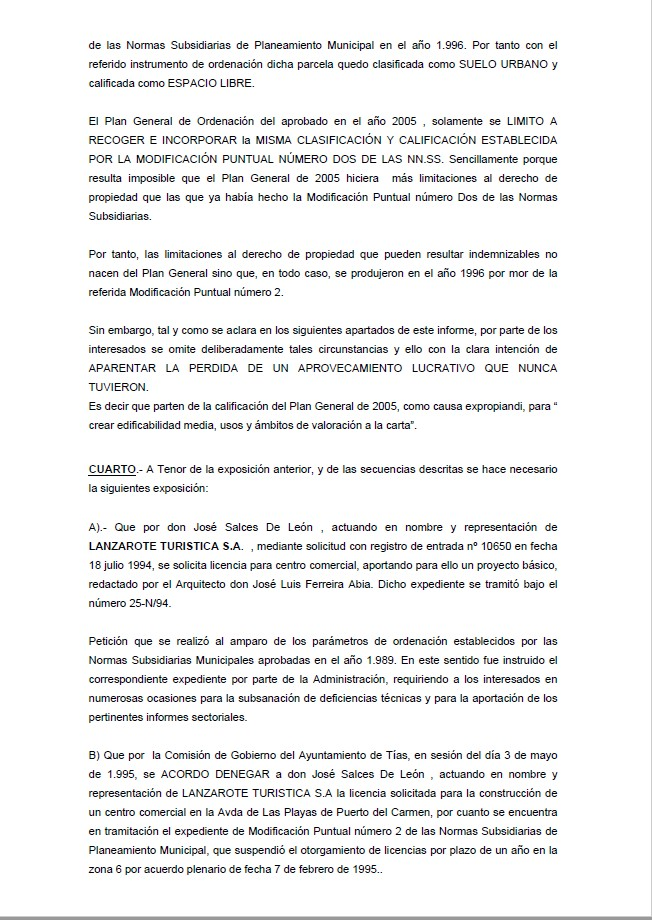 de las Normas Subsidiarias de Planeamiento Municipal en el año 1.996. Por tanto con el
referido instrumento de ordenación dicha parcela quedo clasificada como SUELO URBANO y
calificada como ESPACIO LIBRE.
El Plan General de Ordenación del aprobado en el año 2005 , solamente se LIMITO A
RECOGER E INCORPORAR la MISMA CLASIFICACIÓN Y CALIFICACIÓN ESTABLECIDA
POR LA MODIFICACIÓN PUNTUAL NÚMERO DOS DE LAS NN.SS. Sencillamente porque
resulta imposible que el Plan General de 2005 hiciera  más limitaciones al derecho de
propiedad que las que ya había hecho la Modificación Puntual número Dos de las Normas
Subsidiarias.
Por tanto, las limitaciones al derecho de propiedad que pueden resultar indemnizables no
nacen del Plan General sino que, en todo caso, se produjeron en el año 1996 por mor de la
referida Modificación Puntual número 2.
Sin embargo, tal y como se aclara en los siguientes apartados de este informe, por parte de los
interesados se omite deliberadamente tales circunstancias y ello con la clara intención de
APARENTAR LA PERDIDA DE UN APROVECAMIENTO LUCRATIVO QUE NUNCA
TUVIERON.
Es decir que parten de la calificación del Plan General de 2005, como causa expropiandi, para “
crear edificabilidad media, usos y ámbitos de valoración a la carta”.
CUARTO.- A Tenor de la exposición anterior, y de las secuencias descritas se hace necesario
la siguientes exposición:
A).- Que por don José Salces De León , actuando en nombre y representación de
LANZAROTE TURISTICA S.A.  , mediante solicitud con registro de entrada nº 10650 en fecha
18 julio 1994, se solicita licencia para centro comercial, aportando para ello un proyecto básico,
redactado por el Arquitecto don José Luis Ferreira Abia. Dicho expediente se tramitó bajo el
número 25-N/94.
Petición que se realizó al amparo de los parámetros de ordenación establecidos por las
Normas Subsidiarias Municipales aprobadas en el año 1.989. En este sentido fue instruido el
correspondiente expediente por parte de la Administración, requiriendo a los interesados en
numerosas ocasiones para la subsanación de deficiencias técnicas y para la aportación de los
pertinentes informes sectoriales.
B) Que por  la Comisión de Gobierno del Ayuntamiento de Tías, en sesión del día 3 de mayo
de 1.995, se ACORDO DENEGAR a don José Salces De León , actuando en nombre y
representación de LANZAROTE TURISTICA S.A la licencia solicitada para la construcción de
un centro comercial en la Avda de Las Playas de Puerto del Carmen, por cuanto se encuentra
en tramitación el expediente de Modificación Puntual número 2 de las Normas Subsidiarias de
Planeamiento Municipal, que suspendió el otorgamiento de licencias por plazo de un año en la
zona 6 por acuerdo plenario de fecha 7 de febrero de 1995..